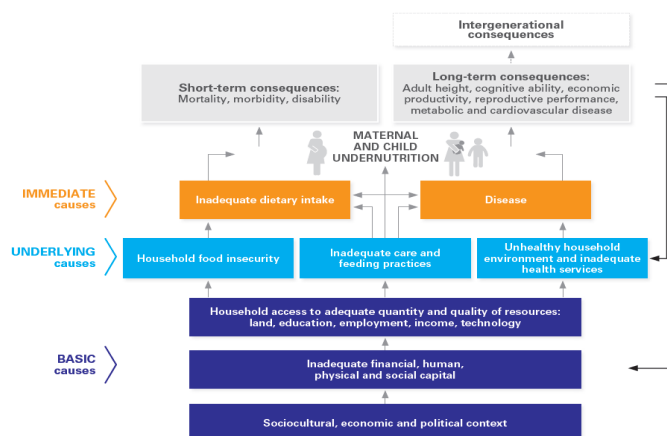 Intergenerational
consequences
Short-term consequences:
Mortality, morbidity, disability
Long-term consequences:
Adult height, cognitive ability, economic
productivity, reproductive performance,
metabolic and cardiovascular disease
MATERNAL
AND CHILD
UNDERNUTRITION
IMMEDIATE
causes
Inadequate dietary intake
Disease
UNDERLYING
causes
Household food insecurity
Inadequate care and
feeding practices
Unhealthy household
environment and inadequate
health services
Household access to adequate quantity and quality of resources:
land, education, employment, income, technology
BASIC
causes
Inadequate financial, human,
physical and social capital
Sociocultural, economic and political context